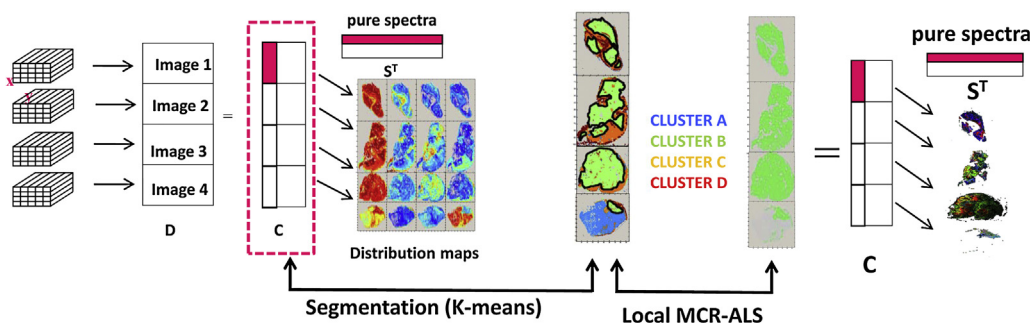 pure spectra
S^T
X
Y
Image 1
Image 2
Image 3
Image 4
D
=
C
Distribution maps
CLUSTER A
CLUSTER B
CLUSTER C
CLUSTER D
Segmentation (K-means)
Local MCR-ALS
=
pure spectra
S^T
C